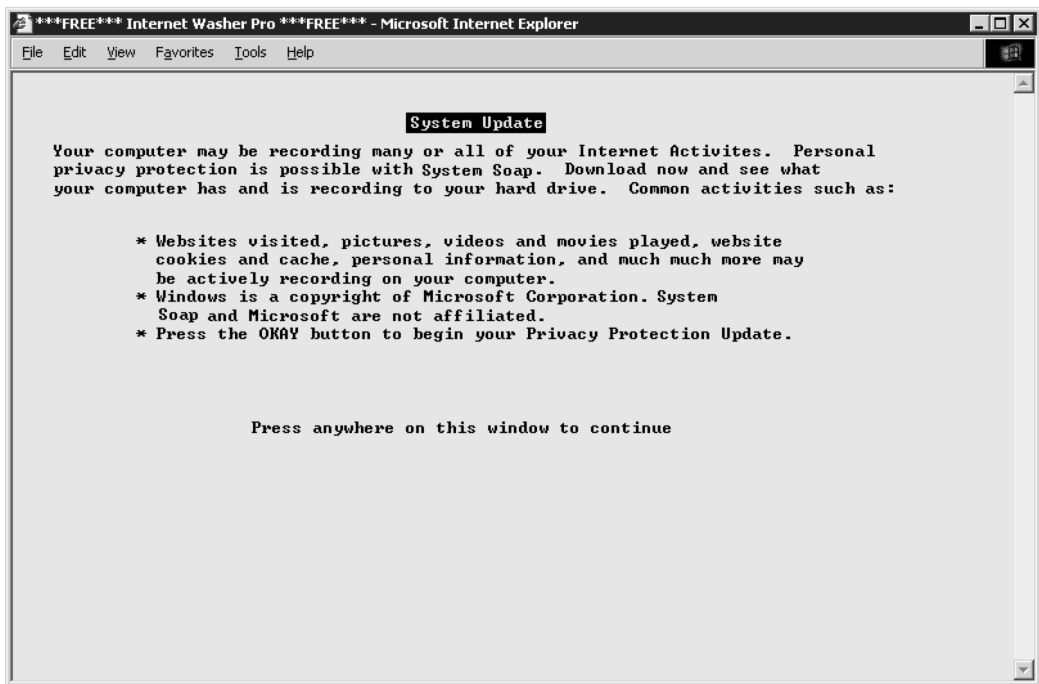 ***FREE*** Internet Washer Pro ***FREE*** - Microsoft Internet Explorer
File Edit View Favorites Tools Help
System Update
Your computer may be recording many or all of your Internet Activites. Personal
privacy protection is possible with System Soap. Download now and see what
your computer has and is recording to your hard drive. Common activities such as:
* Websites visited, pictures, videos and movies played, website
cookies and cache, personal information, and much much more may
be actively recording on your computer.
* Windows is a copyright of Microsoft Corporation. System
Soap and Microsoft are not affiliated.
* Press the OKAY button to begin your Privacy Protection Update.
Press anywhere on this window to continue